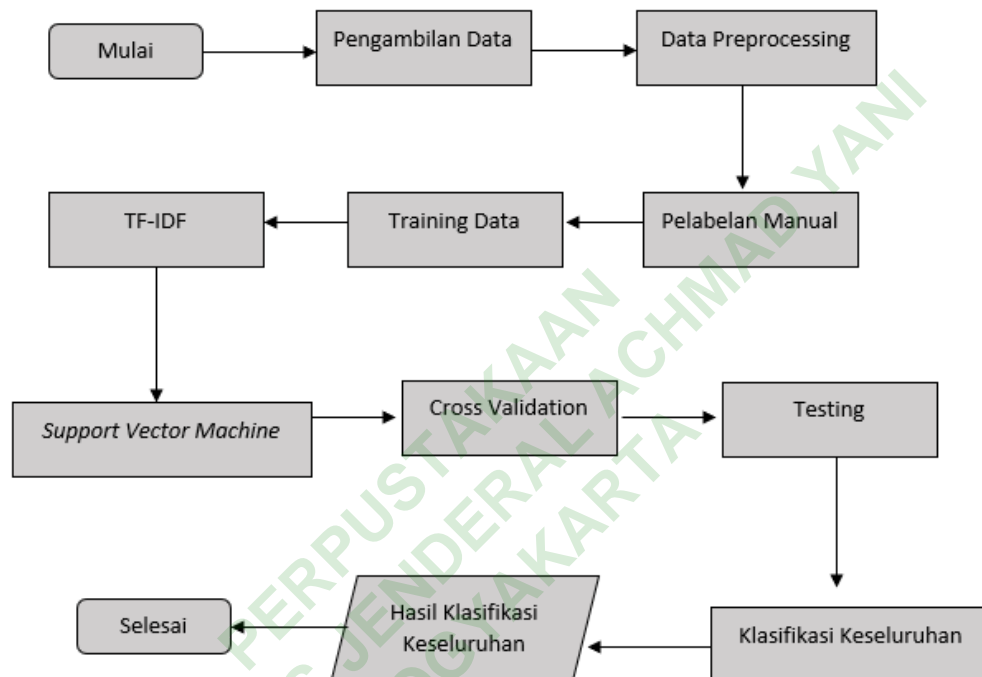 Mulai
Pengambilan Data
Data Preprocessing
TF-IDF
Training Data
Pelabelan Manual
Support Vector Machine
Cross Validation
Testing
Selesai
Hasil Klasifikasi
Keseluruhan
Klasifikasi Keseluruhan
PERPUSTAKAAN
S JENDERAL ACHMAD YANI
OGYAKARTA